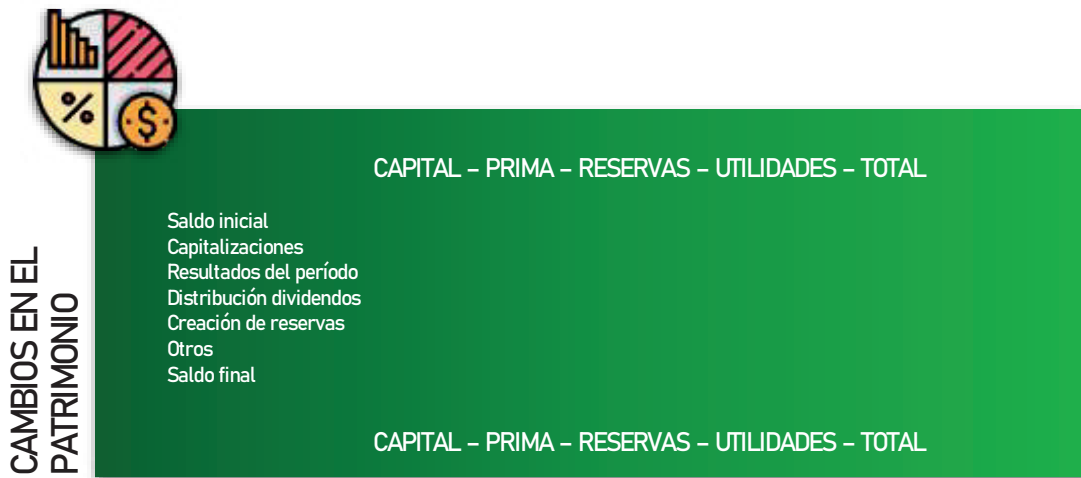 CAPITAL – PRIMA – RESERVAS – UTILIDADES – TOTAL
Saldo inicial
Capitalizaciones
Resultados del período
Distribución dividendos
Creación de reservas
Otros
Saldo final
CAPITAL – PRIMA – RESERVAS – UTILIDADES – TOTAL
CAMBIOS EN EL
PATRIMONIO
%
$